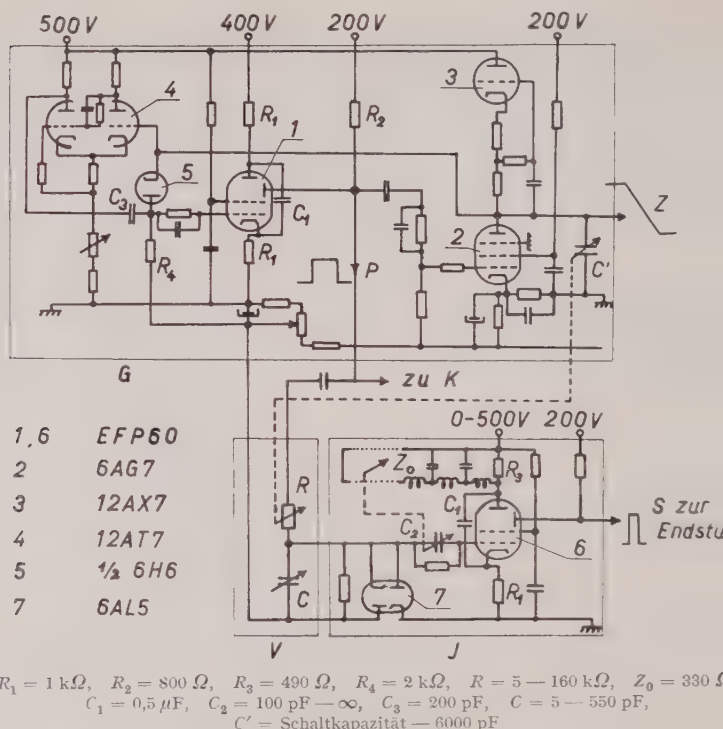 500V 400V 200V 200V
4
3
R₁
1
R₂
5
C₃
C₁
2
Z
R₄
R₁
P
C'
G
zu K
0-500V 200V
1,6 EFP60
2 6AG7
3 12AX7
4 12AT7
5 ½ 6H6
7 6AL5
Z₀
R₃
R
C₁
C₂
S zur
6
C
7
R₁
V
J
R₁ = 1 kΩ, R₂ = 800 Ω, R₃ = 490 Ω, R₄ = 2 kΩ, R = 5 — 160 kΩ, Z₀ = 330 Ω
C₁ = 0,5 μF, C₂ = 100 pF —∞, C₃ = 200 pF, C = 5 — 550 pF,
C' = Schaltkapazität — 6000 pF